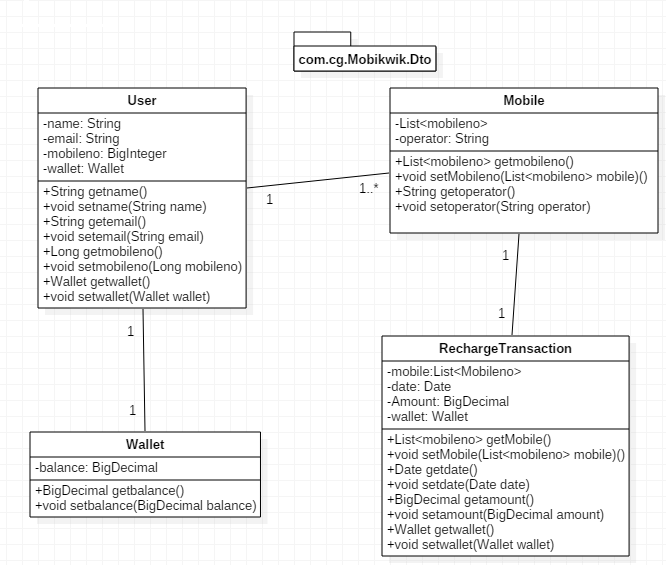 com.cg.Mobikwik.Dto
User
-name: String
-email: String
-mobileno: BigInteger
-wallet: Wallet
+String getname()
+void setname(String name)
+String getemail()
+void setemail(String email)
+Long getmobileno()
+void setmobileno(Long mobileno)
+Wallet getwallet()
+void setwallet(Wallet wallet)
1
1..*
Mobile
-List<mobileno>
-operator: String
+List<mobileno> getmobileno()
+void setMobileno(List<mobileno> mobile)()
+String getoperator()
+void setoperator(String operator)
1
1
1
1
Wallet
-balance: BigDecimal
+BigDecimal getbalance()
+void setbalance(BigDecimal balance)
RechargeTransaction
-mobile:List<Mobileno>
-date: Date
-Amount: BigDecimal
-wallet: Wallet
+List<mobileno> getMobile()
+void setMobile(List<mobileno> mobile)()
+Date getdate()
+void setdate(Date date)
+BigDecimal getamount()
+void setamount(BigDecimal amount)
+Wallet getwallet()
+void setwallet(Wallet wallet)